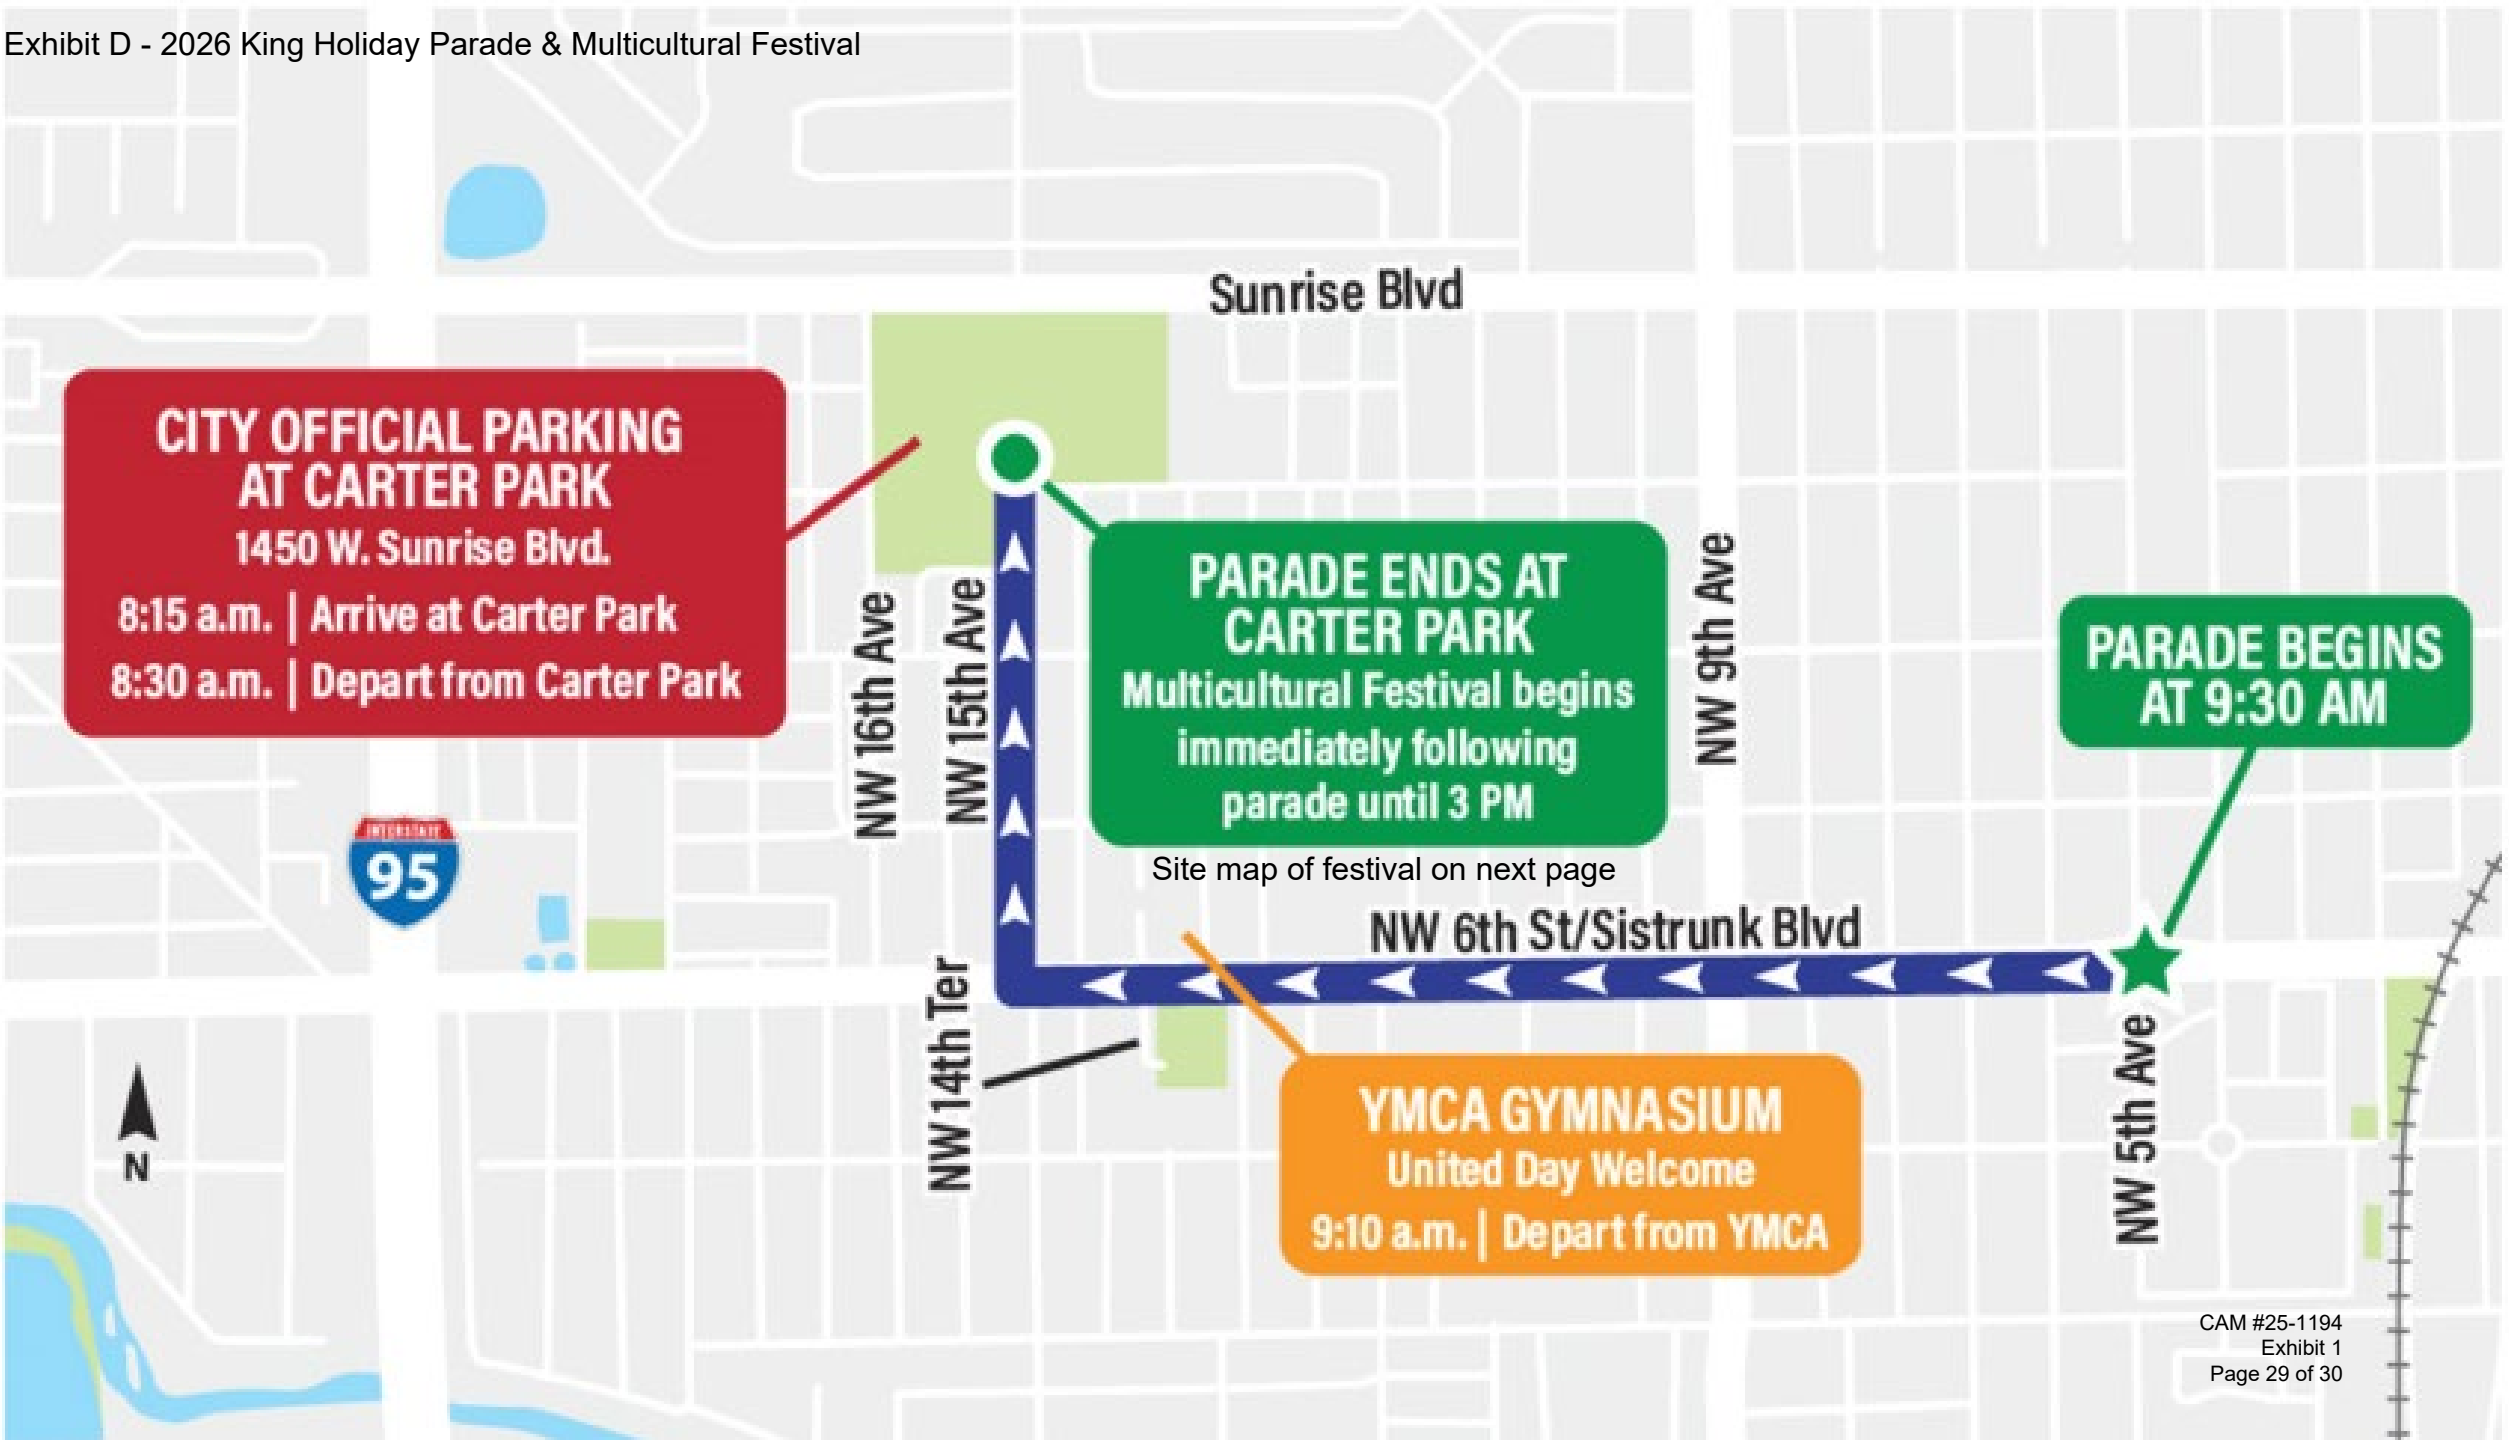 Exhibit D - 2026 King Holiday Parade & Multicultural Festival
Sunrise Blvd
CITY OFFICIAL PARKING
AT CARTER PARK
1450 W. Sunrise Blvd.
8:15 a.m. | Arrive at Carter Park
8:30 a.m. | Depart from Carter Park
NW 16th Ave
NW 15th Ave
PARADE ENDS AT
CARTER PARK
Multicultural Festival begins
immediately following
parade until 3 PM
Site map of festival on next page
NW 9th Ave
PARADE BEGINS
AT 9:30 AM
INTERSTATE
95
NW 6th St/Sistrunk Blvd
NW 14th Ter
YMCA GYMNASIUM
United Day Welcome
9:10 a.m. | Depart from YMCA
NW 5th Ave
N
CAM #25-1194
Exhibit 1
Page 29 of 30